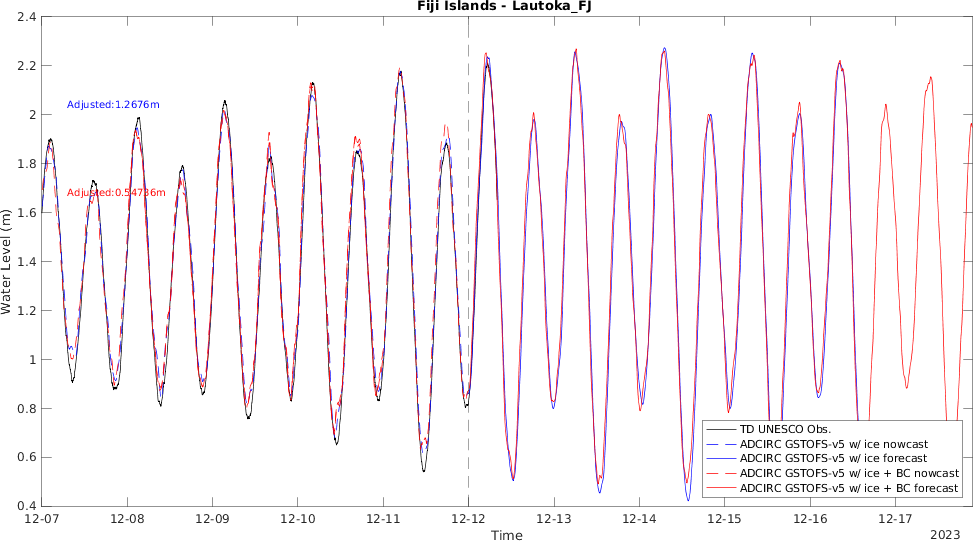 Fiji Islands - Lautoka_FJ
2.4
2.2
2
1.8
1.6
1.4
1.2
1
0.8
0.6
0.4
Water Level (m)
Adjusted:1.2676m
Adjusted:0.54736m
TD UNESCO Obs.
ADCIRC GSTOFS-v5 w/ ice nowcast
ADCIRC GSTOFS-v5 w/ ice forecast
ADCIRC GSTOFS-v5 w/ ice + BC nowcast
ADCIRC GSTOFS-v5 w/ ice + BC forecast
12-07 12-08 12-09 12-10 12-11 12-12 12-13 12-14 12-15 12-16 12-17
Time
2023